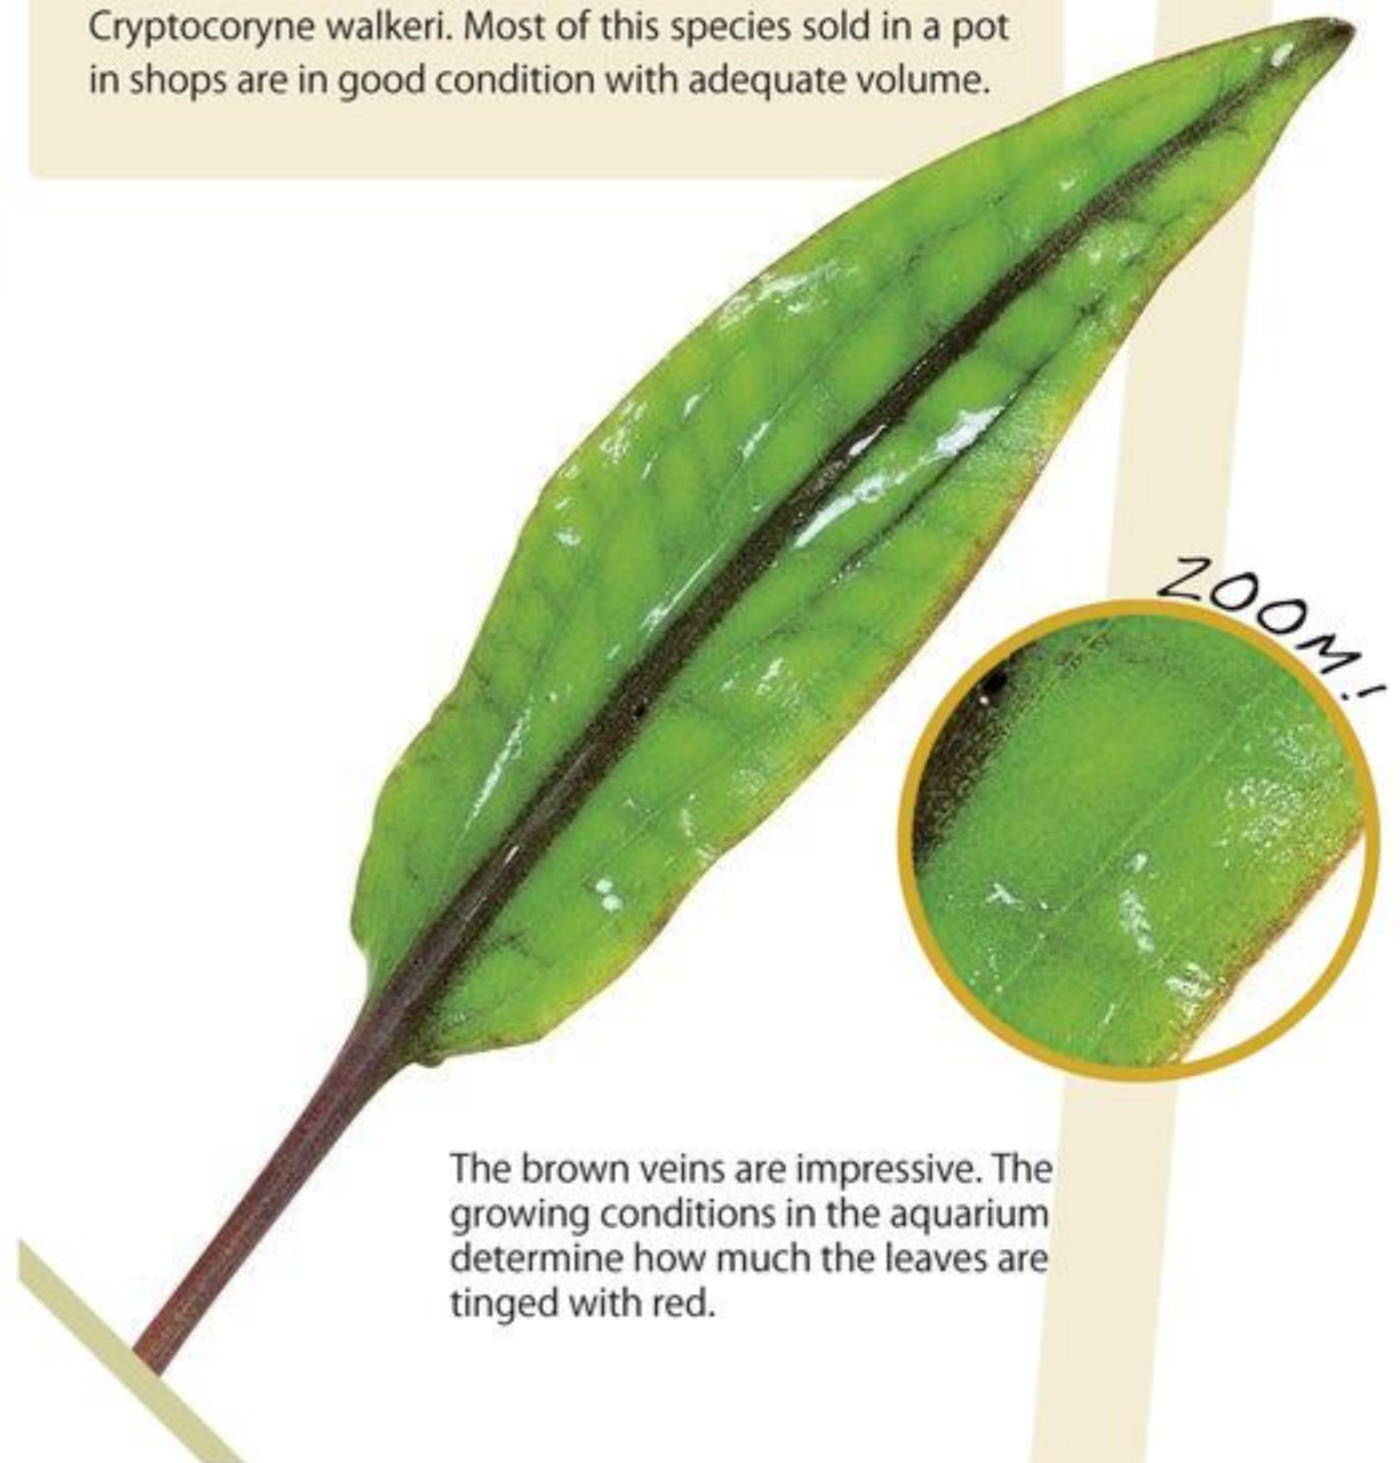 Cryptocoryne walkeri. Most of this species sold in a pot
in shops are in good condition with adequate volume.
ZOOM!
The brown veins are impressive. The
growing conditions in the aquarium
determine how much the leaves are
tinged with red.